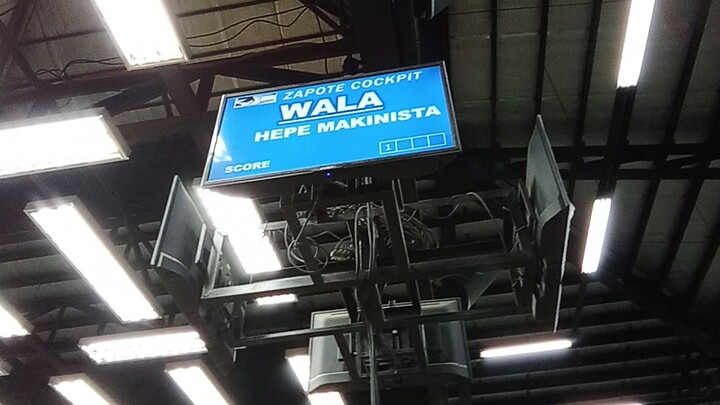 ZAPOTE COCKPIT
WALA
HEPE MAKINISTA
1
SCORE